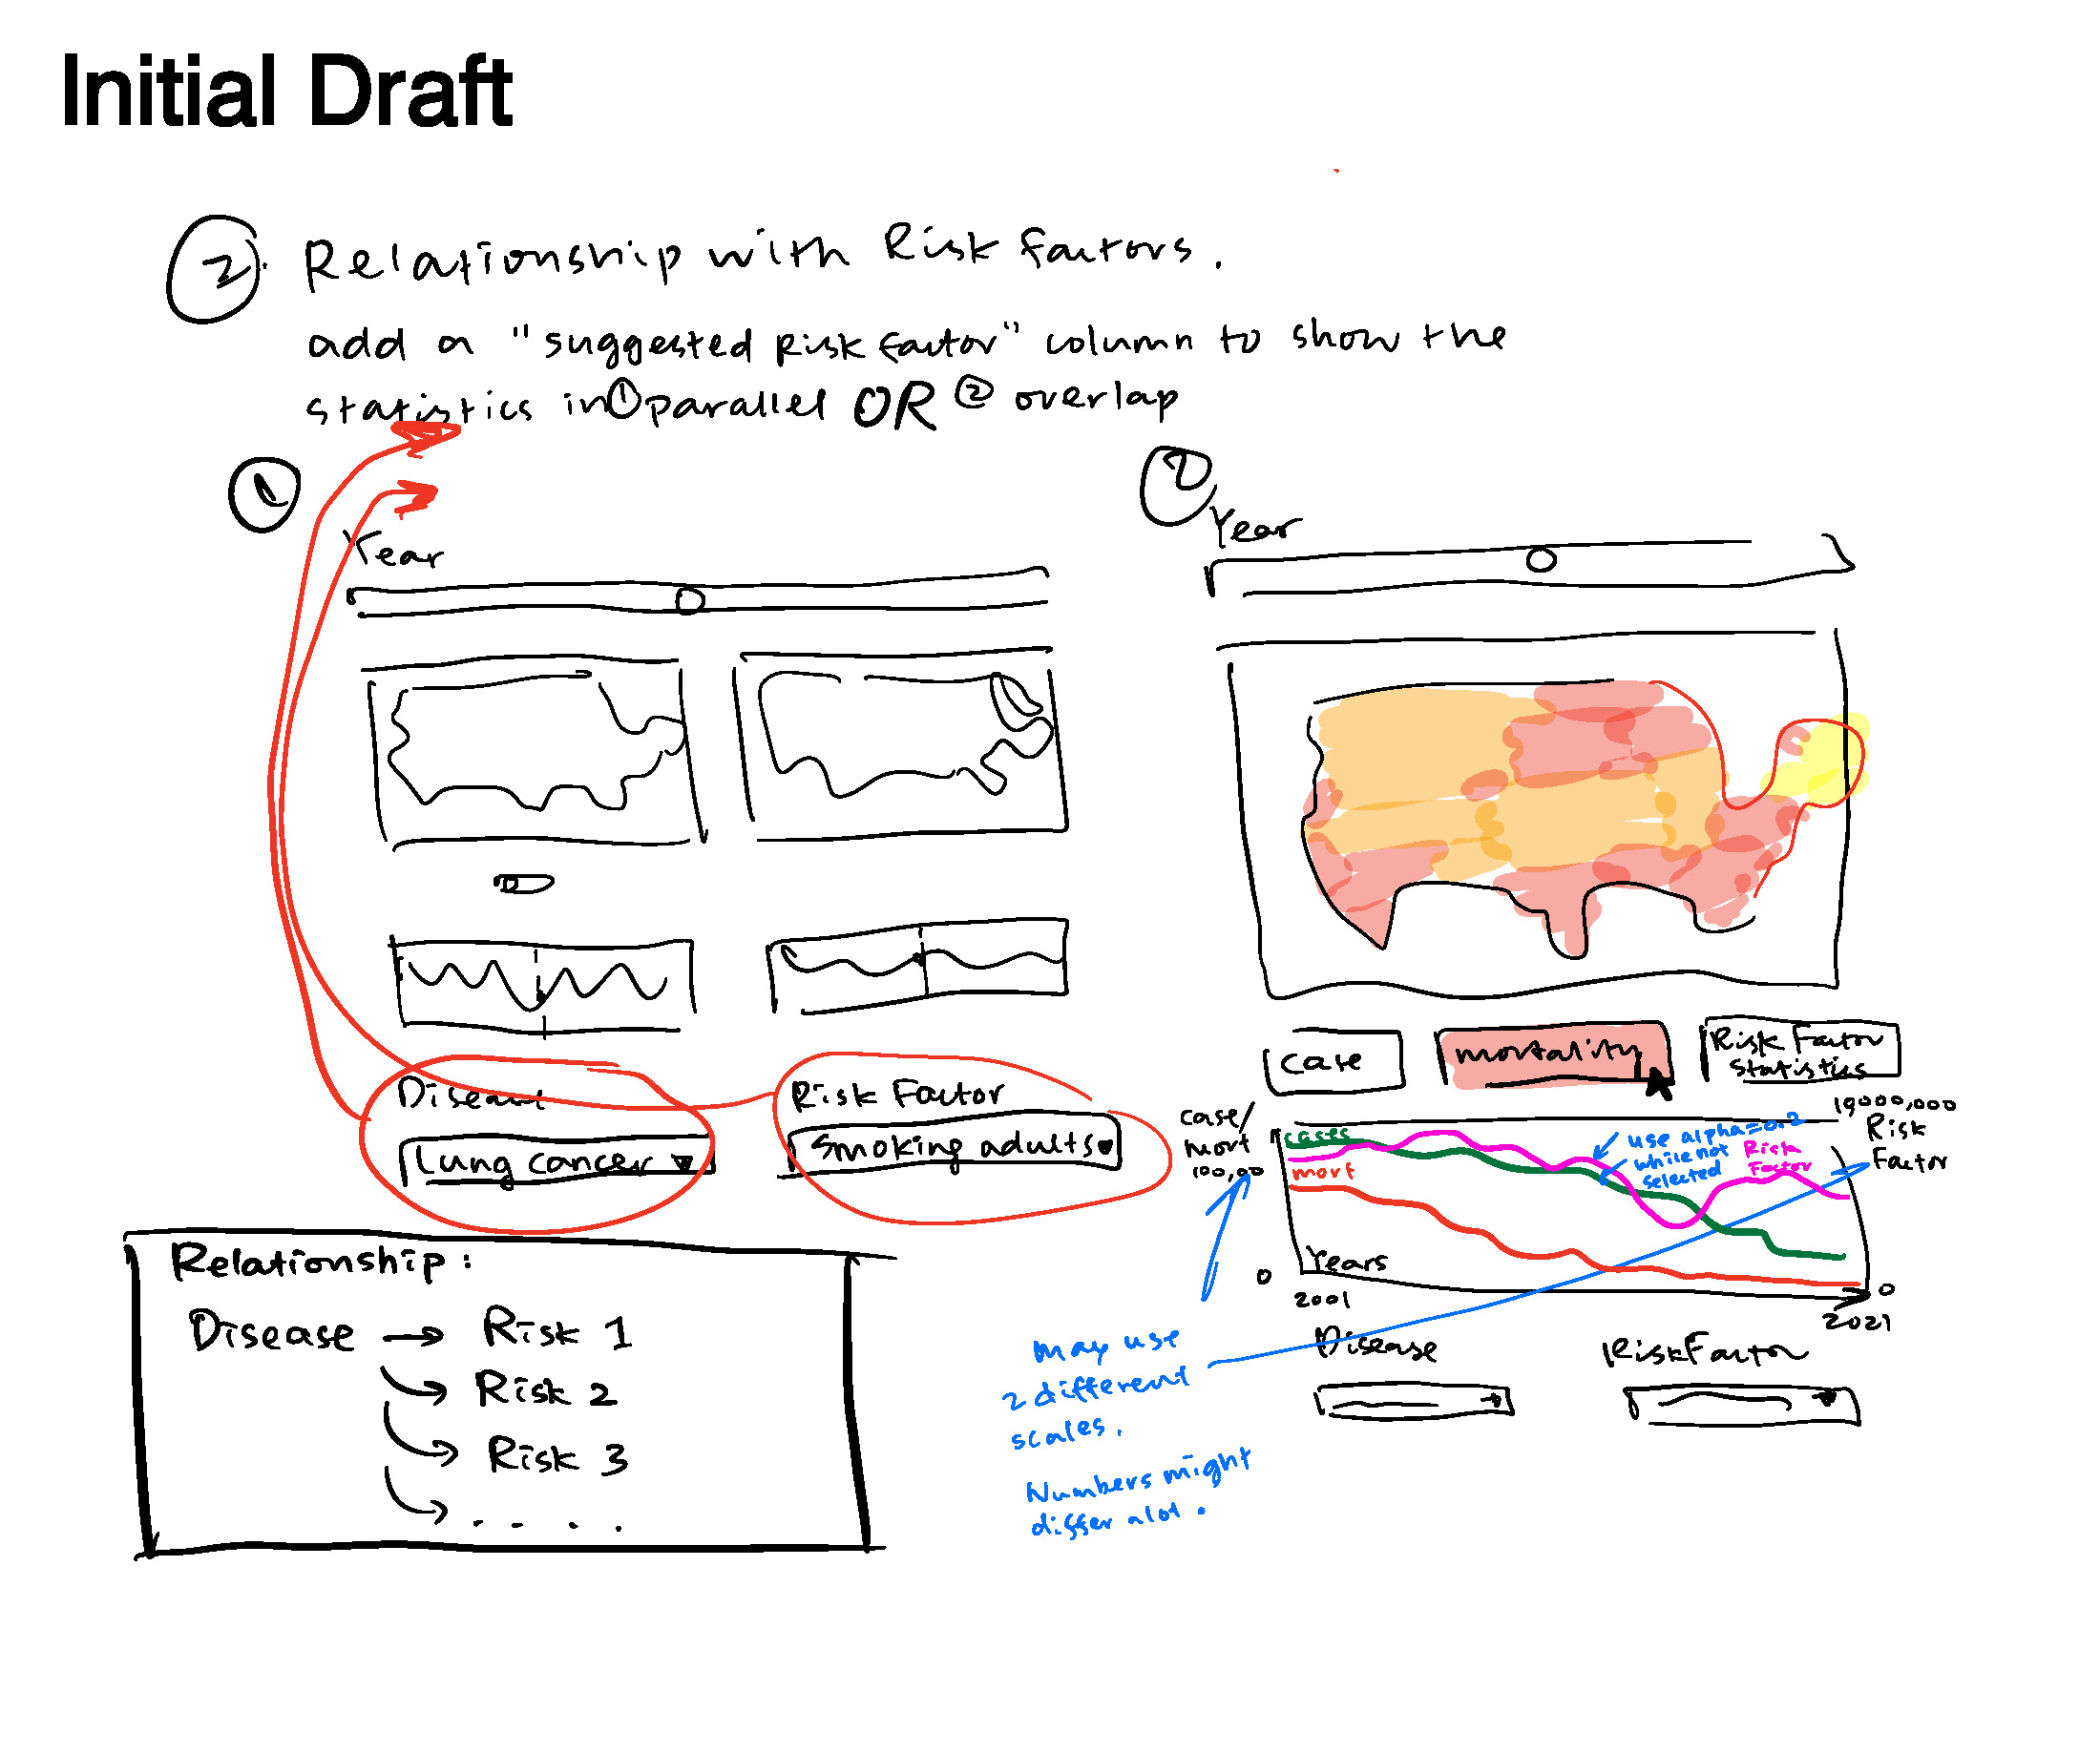 Initial Draft
2. Relationship with Risk Factors.
add a "suggested Risk Factor" column to show the
statistics in ① parallel OR ② overlap
1
Year
Disease
Lung cancer
Risk Factor
Smoking adults
Relationship:
Disease → Risk 1
Risk 2
Risk 3
. . . .
2
Year
case
mortality
Risk Factor
Statistics
case/
mort
100,00
0
cases
mort
use alpha=0.2
while not
selected
Risk
Factor
19000,000
Risk
Factor
0
Years
2001
2021
Disease
Risk Factor
may use
2 different
scales.
Numbers might
differ alot.